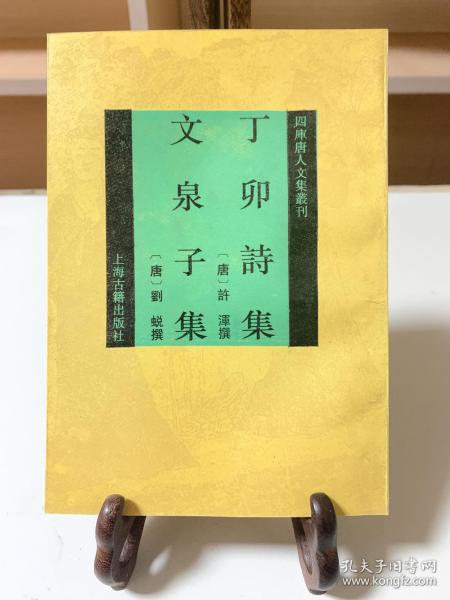 四庫唐人文集叢刊
丁卯詩集
〔唐〕許渾撰
文泉子集
〔唐〕劉蛻撰
上海古籍出版社
孔夫子旧书网
www.kongfz.com